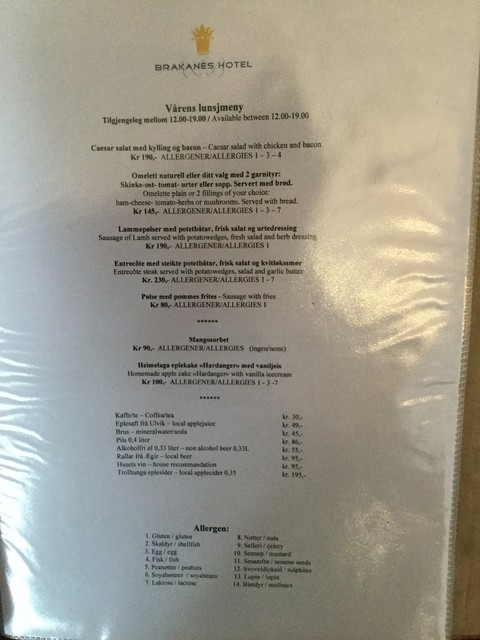 BRAKANES HOTEL
Vårens lunsjmeny
Tilgjengeleg mellom 12.00-19.00 / Available between 12.00-19.00
Caesar salat med kylling og bacon – Caesar salad with chicken and bacon
Kr 190,- ALLERGENER/ALLERGIES 1 – 3 – 4
Omelett naturell eller ditt valg med 2 garnityr:
Skinke-ost- tomat- urter eller sopp. Servert med brød.
Omelette plain or 2 fillings of your choice:
ham-cheese- tomato-herbs or mushrooms. Served with bread.
Kr 145,- ALLERGENER/ALLERGIES 1 – 3 – 7
Lammepølser med potetbåtar, frisk salat og urtedressing
Sausage of Lamb served with potatowedges, fresh salad and herb dressing
Kr 190,- ALLERGENER/ALLERGIES 1
Entrecôte med steikte potetbåtar, frisk salat og kvitløkssmør
Entrecôte steak served with potatowedges, salad and garlic butter
Kr. 230,- ALLERGENER/ALLERGIES 1 - 7
Pølse med pommes frites - Sausage with fries
Kr 80,- ALLERGENER/ALLERGIES 1
******
Mangosorbet
Kr 90,- ALLERGENER/ALLERGIES (ingen/none)
Heimelaga eplekake «Hardanger» med vaniljeis
Homemade apple cake «Hardanger» with vanilla icecream
Kr 100,- ALLERGENER/ALLERGIES 1 - 3 -7
******
Kaffe/te – Coffea/tea kr. 30,-
Eplesaft frå Ulvik – local applejuice kr. 49,-
Brus – mineralwater/soda kr. 45,-
Pils 0,4 liter kr. 86,-
Alkoholfri øl 0,33 liter – non alcohol beer 0,33L kr. 55,-
Rallar frå Ægir – local beer kr. 95,-
Husets vin – house recommandation kr. 95,-
Trolltunga eplesider – local applecider 0,35 kr. 195,-
Allergen:
1. Gluten / gluten 8. Nøtter / nuts
2. Skaldyr / shellfish 9. Selleri / celery
3. Egg / egg 10. Sennep / mustard
4. Fisk / fish 11. Sesamfrø / sesame seeds
5. Peanøtter / peanuts 12. Svoveldioksid / sulphites
6. Soyabønner / soyabeans 13. Lupin / lupin
7. Laktose / lactose 14. Bløtdyr / molluscs